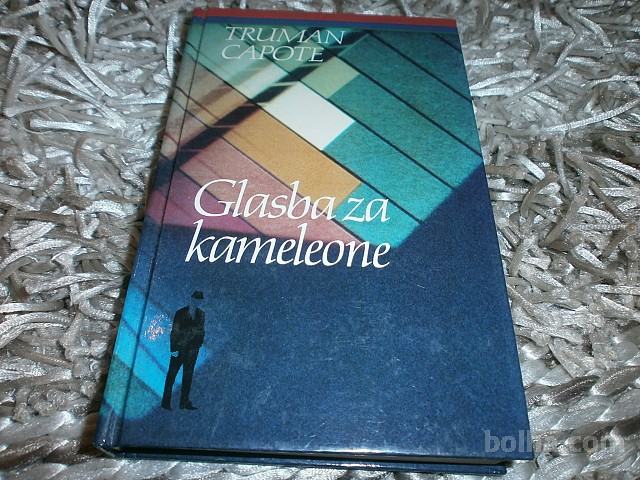 TRUMAN
CAPOTE
Glasba za
kameleone
bolha.com